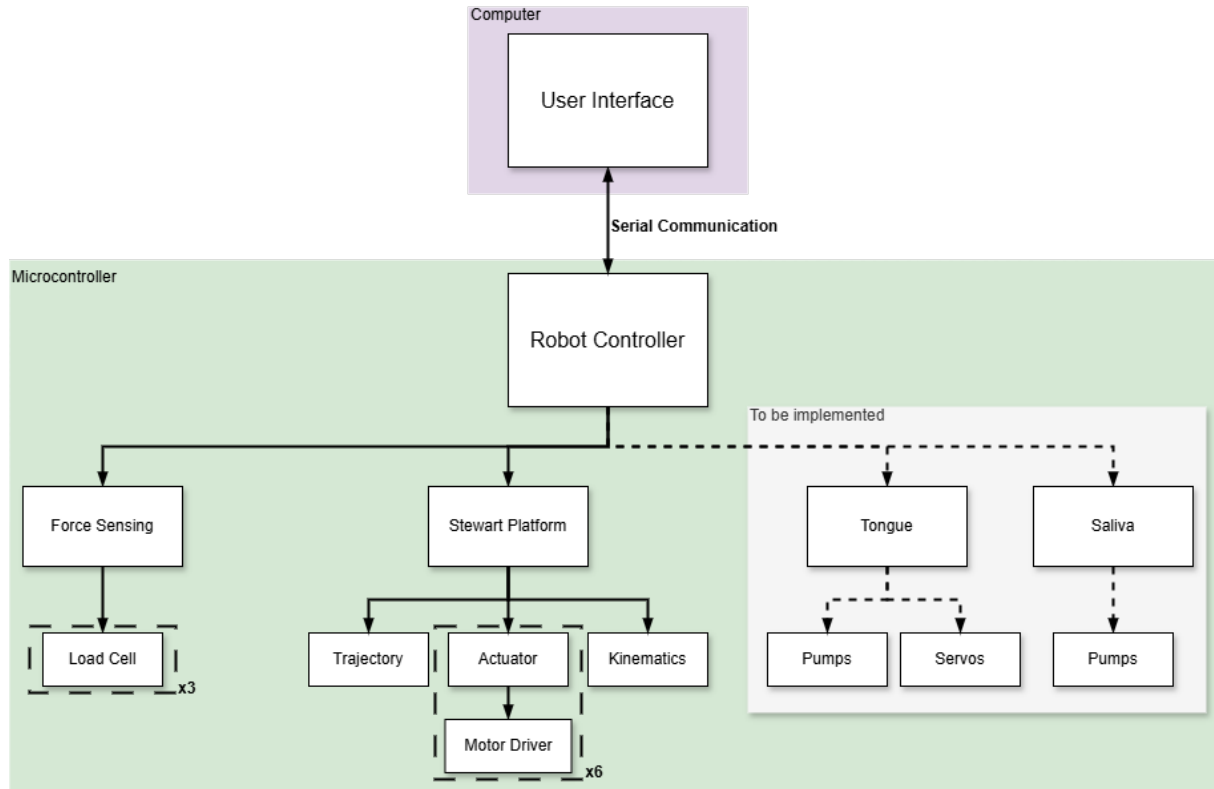 Computer
User Interface
Serial Communication
Microcontroller
Robot Controller
To be implemented
Force Sensing
Stewart Platform
Tongue
Saliva
Load Cell
x3
Trajectory
Actuator
Kinematics
Pumps
Servos
Pumps
Motor Driver
x6